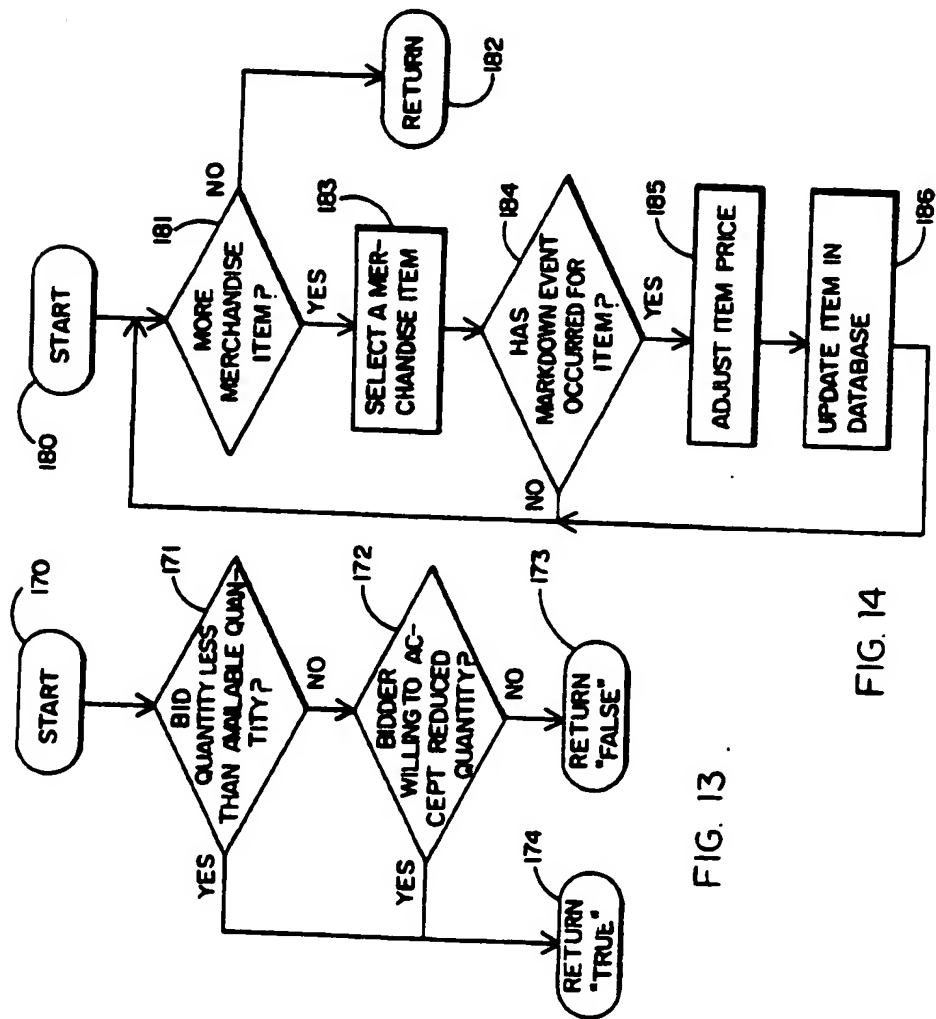 170
START
171
BID
QUANTITY LESS
THAN AVAILABLE QUAN-
TITY?
YES
NO
172
BIDDER
WILLING TO AC-
CEPT REDUCED
QUANTITY?
YES
NO
174
RETURN
"TRUE"
173
RETURN
"FALSE"
FIG. 13
180
START
181
MORE
MERCHANDISE
ITEM?
NO
YES
RETURN
182
183
SELECT A MER-
CHANDISE ITEM
184
HAS
MARKDOWN EVENT
OCCURRED FOR
ITEM?
NO
YES
185
ADJUST ITEM PRICE
186
UPDATE ITEM IN
DATABASE
FIG. 14